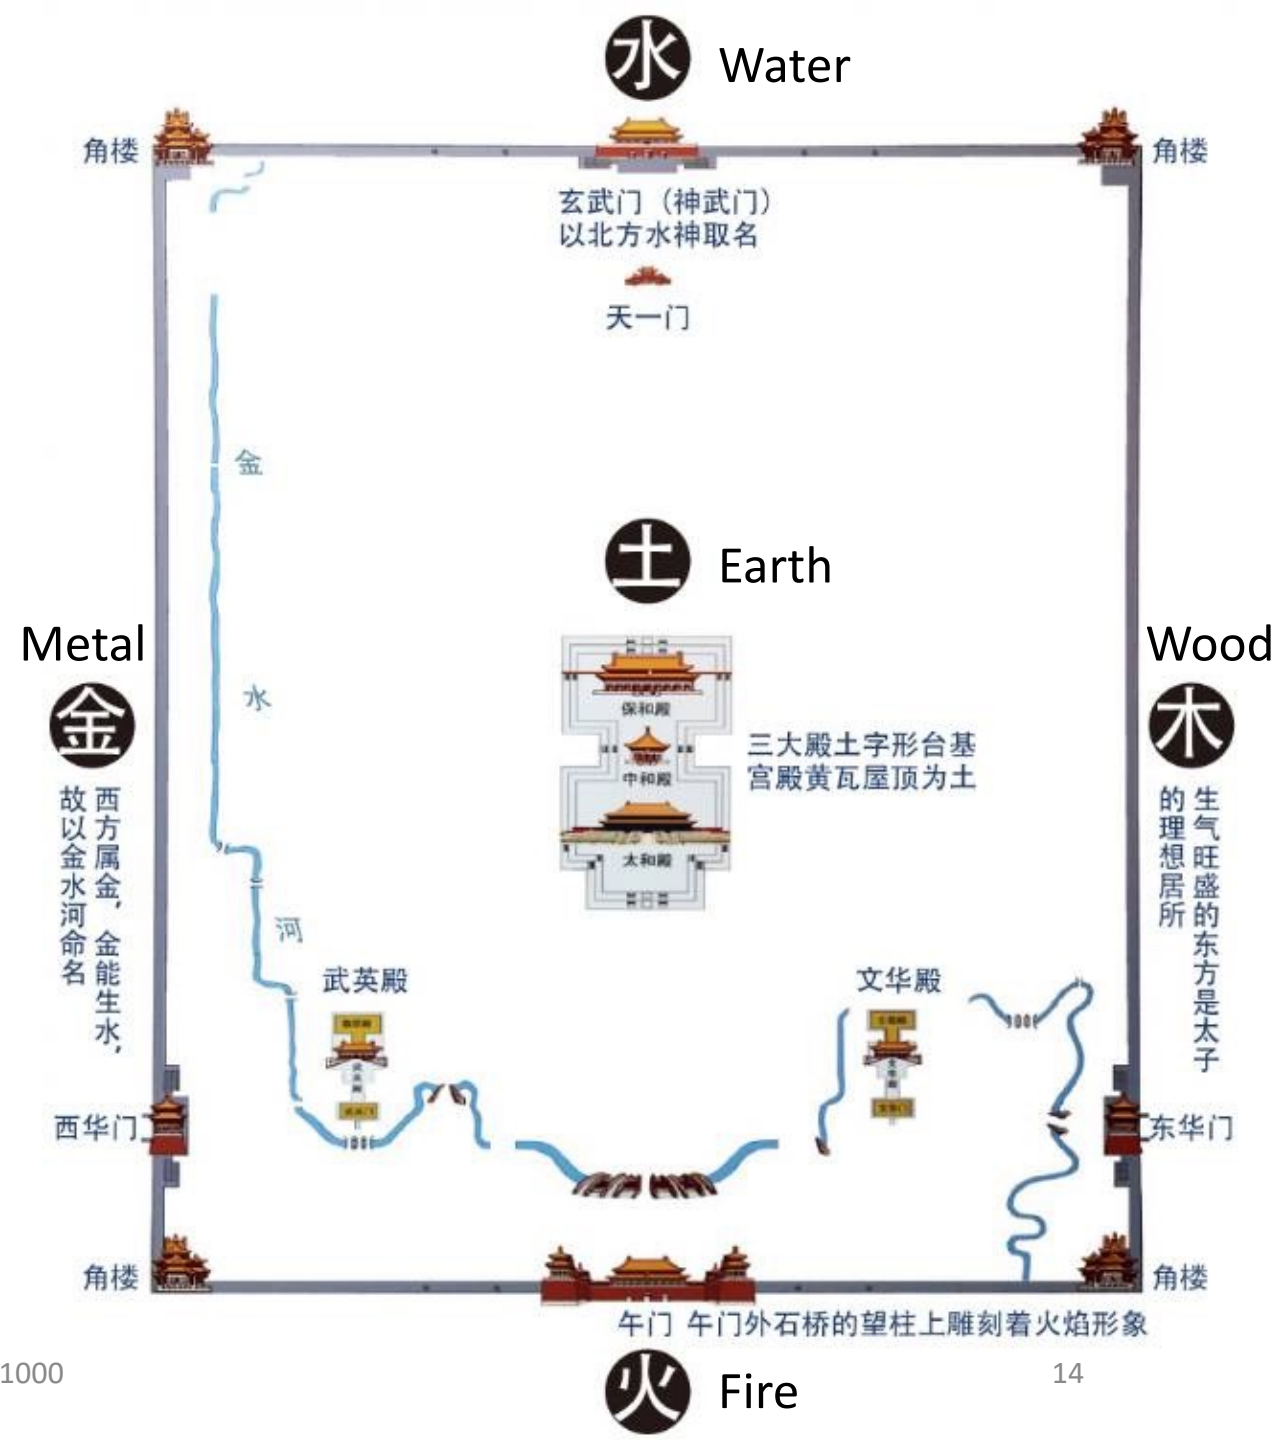 水 Water
角楼
角楼
玄武门（神武门）
以北方水神取名
天一门
金
水
河
土 Earth
Metal
金
西方属金，金能生水，
故以金水河命名
保和殿
中和殿
太和殿
三大殿土字形台基
宫殿黄瓦屋顶为土
Wood
木
生气旺盛的东方是太子
的理想居所
武英殿
武英殿
文华殿
文华殿
西华门
东华门
角楼
角楼
午门 午门外石桥的望柱上雕刻着火焰形象
火 Fire
1000
14